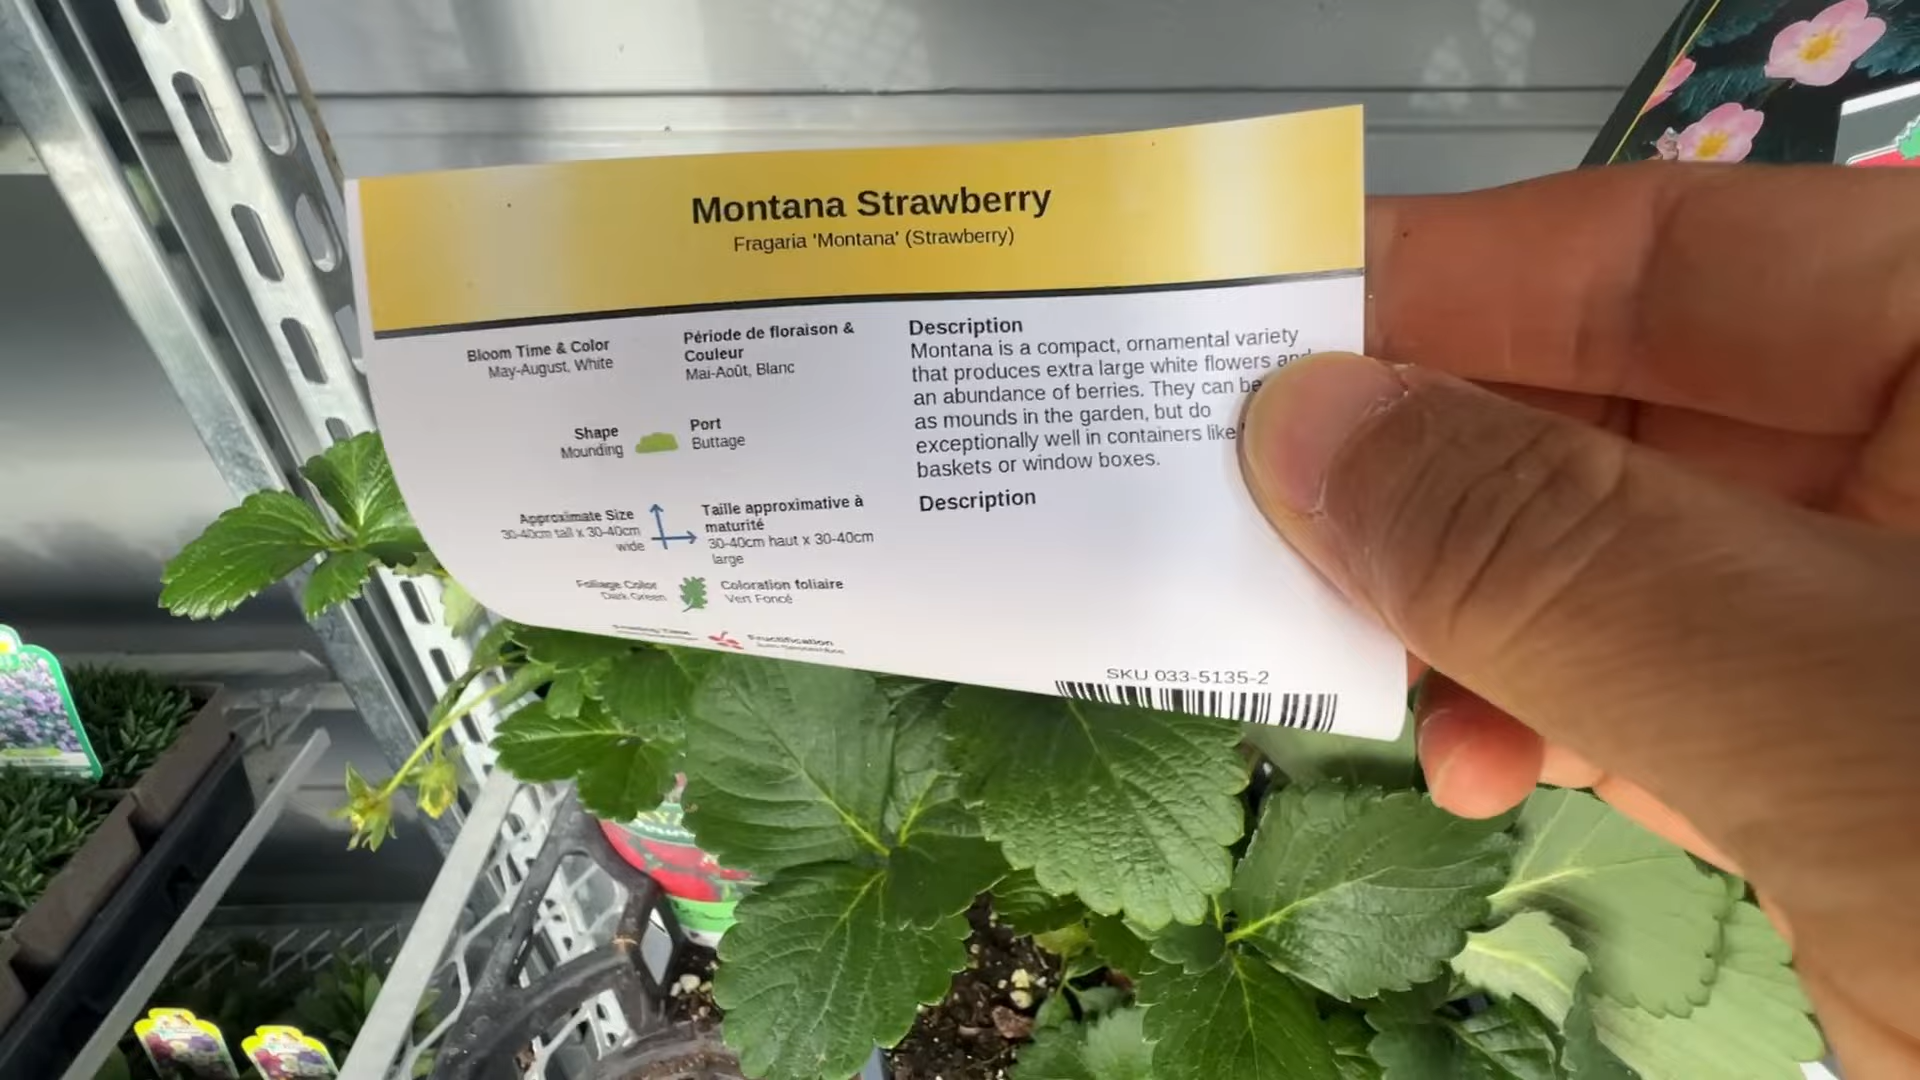 Montana Strawberry
Fragaria 'Montana' (Strawberry)
Bloom Time & Color
May-August, White
Période de floraison &
Couleur
Mai-Août, Blanc
Shape
Mounding
Port
Buttage
Approximate Size
30-40cm tall x 30-40cm
wide
Taille approximative à
maturité
30-40cm haut x 30-40cm
large
Foliage Color
Dark Green
Coloration foliaire
Vert Foncé
Fructification
Description
Montana is a compact, ornamental variety
that produces extra large white flowers and
an abundance of berries. They can be
as mounds in the garden, but do
exceptionally well in containers like
baskets or window boxes.
Description
SKU 033-5135-2